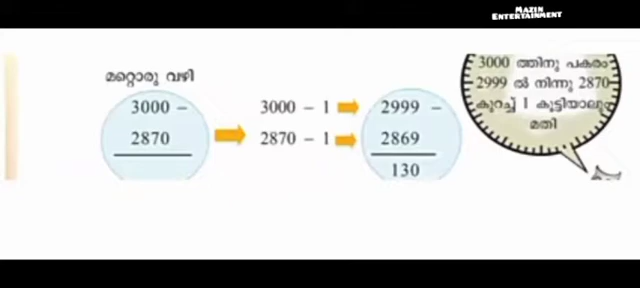 MAZIN
ENTERTAINMENT
മറ്റൊരു വഴി
3000 –
2870
3000 – 1
2870 – 1
2999 –
2869
130
3000 ത്തിനു പകരം
2999 ൽ നിന്നു 2870
കുറച്ച് 1 കൂട്ടിയാലും
മതി